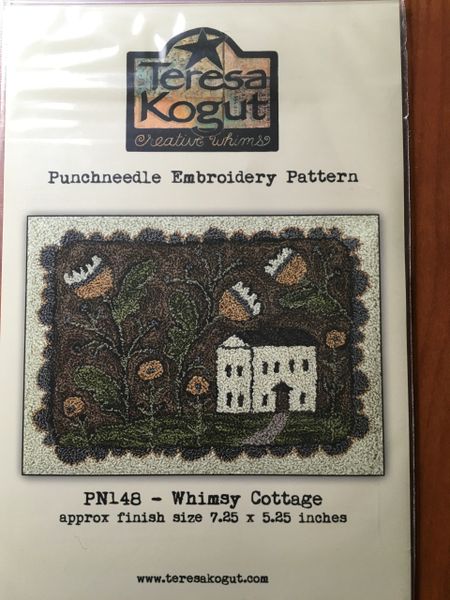 Teresa
Kogut
creative whims
Punchneedle Embroidery Pattern
PN148 - Whimsy Cottage
approx finish size 7.25 x 5.25 inches
www.teresakogut.com